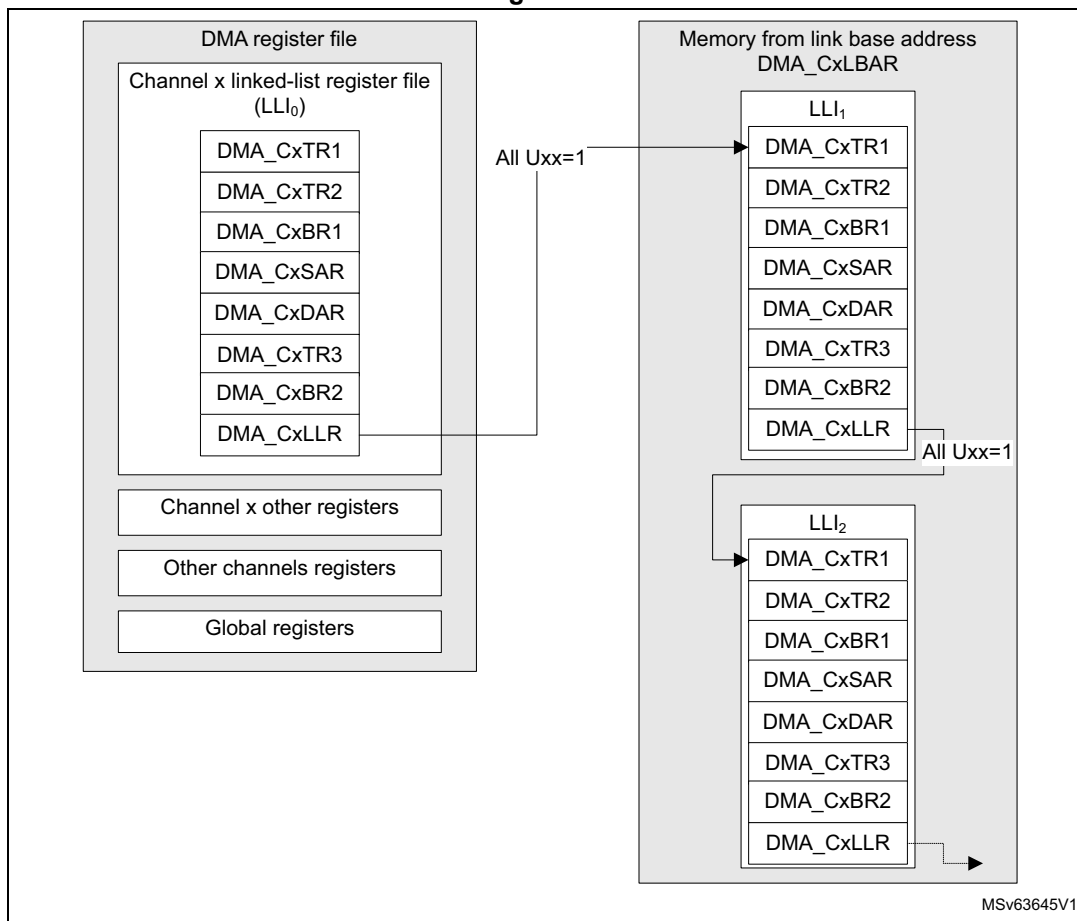 DMA register file
Channel x linked-list register file
(LLI₀)
DMA_CxTR1
DMA_CxTR2
DMA_CxBR1
DMA_CxSAR
DMA_CxDAR
DMA_CxTR3
DMA_CxBR2
DMA_CxLLR
Channel x other registers
Other channels registers
Global registers
All Uxx=1
Memory from link base address
DMA_CxLBAR
LLI₁
DMA_CxTR1
DMA_CxTR2
DMA_CxBR1
DMA_CxSAR
DMA_CxDAR
DMA_CxTR3
DMA_CxBR2
DMA_CxLLR
All Uxx=1
LLI₂
DMA_CxTR1
DMA_CxTR2
DMA_CxBR1
DMA_CxSAR
DMA_CxDAR
DMA_CxTR3
DMA_CxBR2
DMA_CxLLR
MSv63645V1